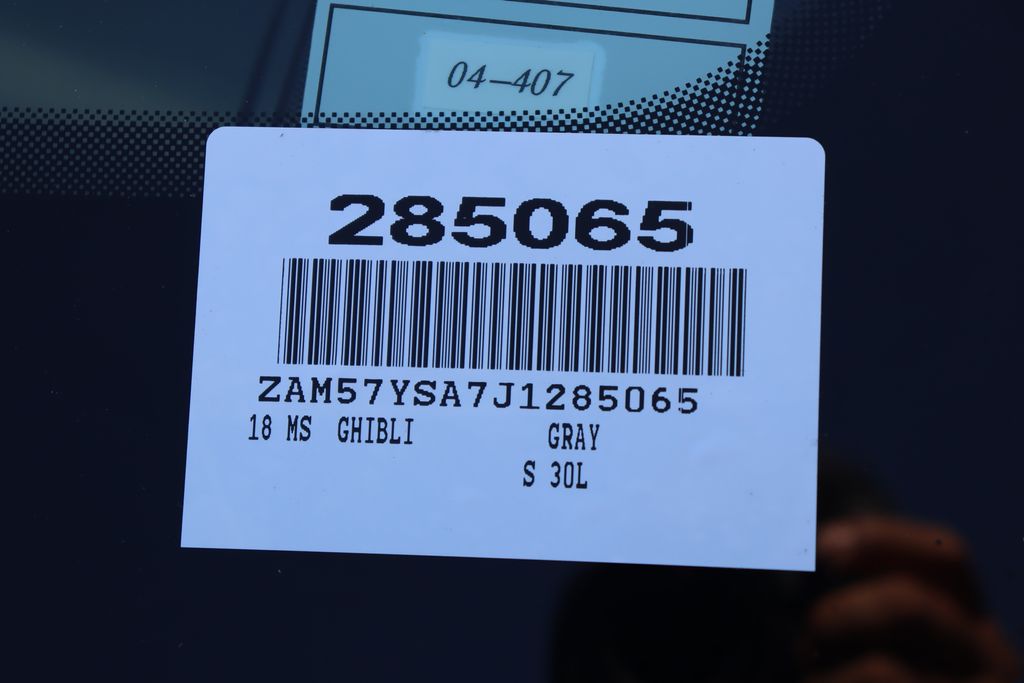 04-407
285065
ZAM57YSA7J1285065
18 MS GHIBLI GRAY
S 30L